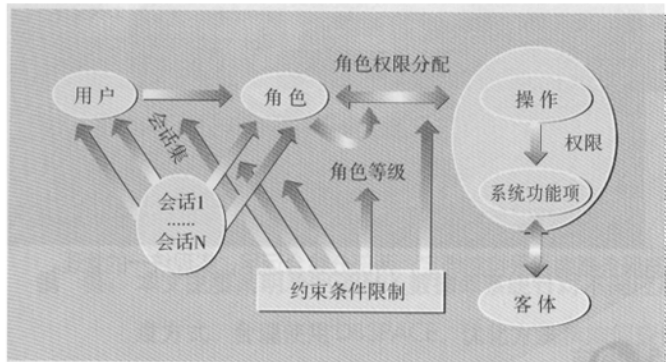 角色权限分配
用户
角色
操作
会话集
权限
角色等级
系统功能项
会话1
……
会话N
约束条件限制
客体